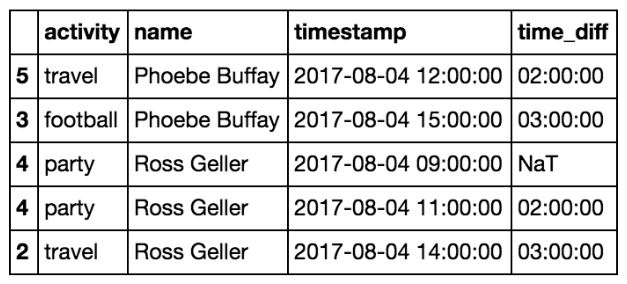 activity name timestamp time_diff
5 travel Phoebe Buffay 2017-08-04 12:00:00 02:00:00
3 football Phoebe Buffay 2017-08-04 15:00:00 03:00:00
4 party Ross Geller 2017-08-04 09:00:00 NaT
4 party Ross Geller 2017-08-04 11:00:00 02:00:00
2 travel Ross Geller 2017-08-04 14:00:00 03:00:00